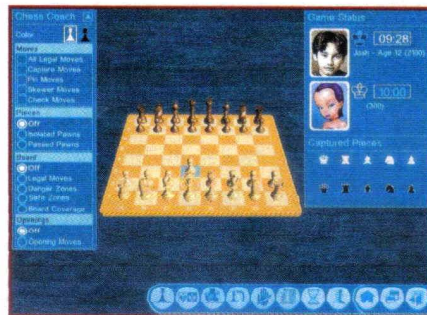 Chess Coach
Color
Moves
All Legal Moves
Capture Moves
Pin Moves
Skewer Moves
Check Moves
Pieces
Off
Isolated Pawns
Passed Pawns
Board
Off
Legal Moves
Danger Zones
Safe Zones
Board Coverage
Openings
Off
Opening Moves
Game Status
09:28
Josh - Age 12 (2100)
10:00
Captured Pieces